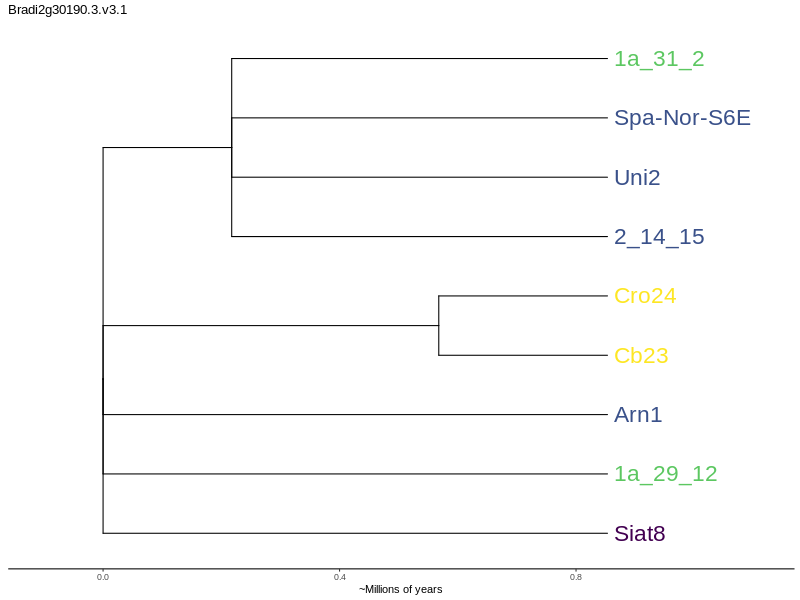 Bradi2g30190.3.v3.1
1a_31_2
Spa-Nor-S6E
Uni2
2_14_15
Cro24
Cb23
Arn1
1a_29_12
Siat8
0.0 0.4 0.8
~Millions of years